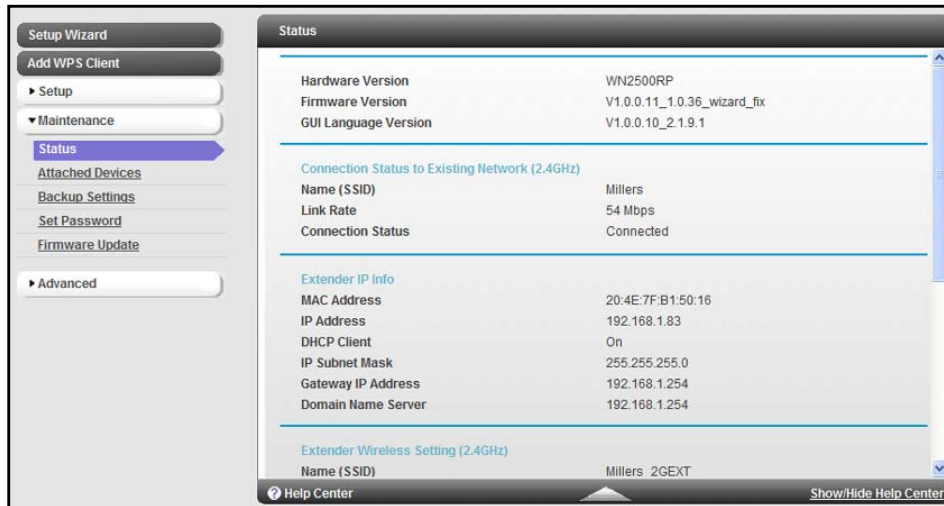 Setup Wizard
Add WPS Client
Setup
Maintenance
Status
Attached Devices
Backup Settings
Set Password
Firmware Update
Advanced
Status
Hardware Version WN2500RP
Firmware Version V1.0.0.11_1.0.36_wizard_fix
GUI Language Version V1.0.0.10_2.1.9.1
Connection Status to Existing Network (2.4GHz)
Name (SSID) Millers
Link Rate 54 Mbps
Connection Status Connected
Extender IP Info
MAC Address 20:4E:7F:B1:50:16
IP Address 192.168.1.83
DHCP Client On
IP Subnet Mask 255.255.255.0
Gateway IP Address 192.168.1.254
Domain Name Server 192.168.1.254
Extender Wireless Setting (2.4GHz)
Name (SSID) Millers_2GEXT
Help Center Show/Hide Help Center